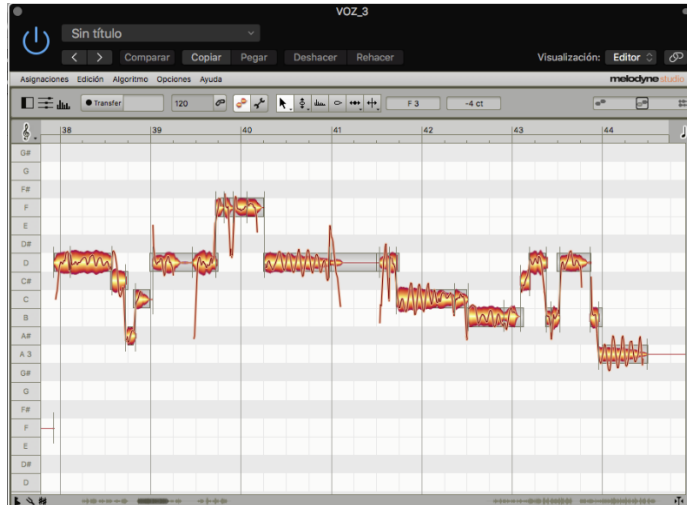 VOZ_3
Sin título
Comparar Copiar Pegar Deshacer Rehacer Visualización: Editor
Asignaciones Edición Algoritmo Opciones Ayuda melodyne studio
Transfer 120 F 3 -4 ct
38 39 40 41 42 43 44
G#
G
F#
F
E
D#
D
C#
C
B
A#
A 3
G#
G
F#
F
E
D#
D